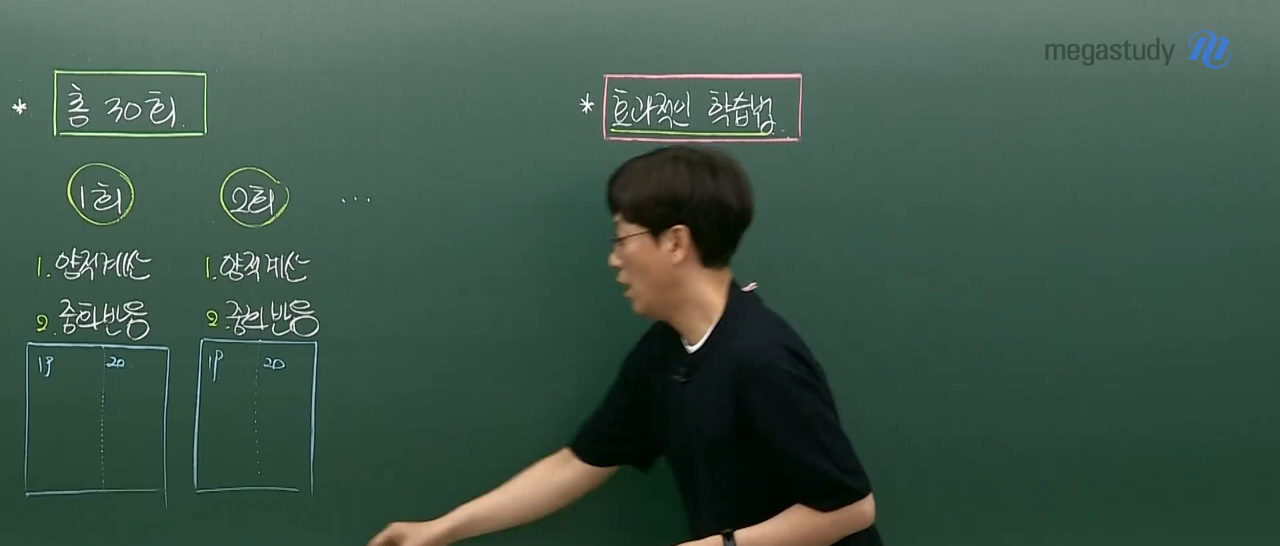 megastudy
* 총 30회.
* 효과적인 학습법.
1회
2회
...
1. 양적계산
1. 양적계산
2. 중화반응
2. 중화반응
19 20
19 20